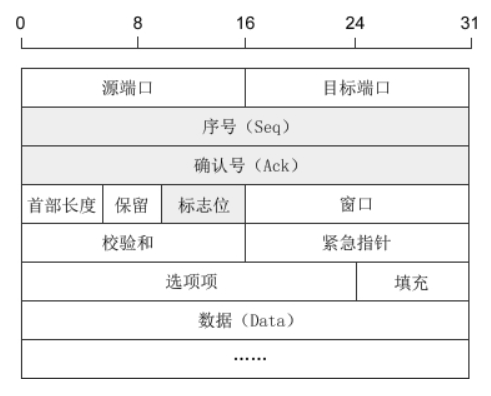 0 8 16 24 31
源端口 目标端口
序号（Seq）
确认号（Ack）
首部长度 保留 标志位 窗口
校验和 紧急指针
选项项 填充
数据（Data）
……